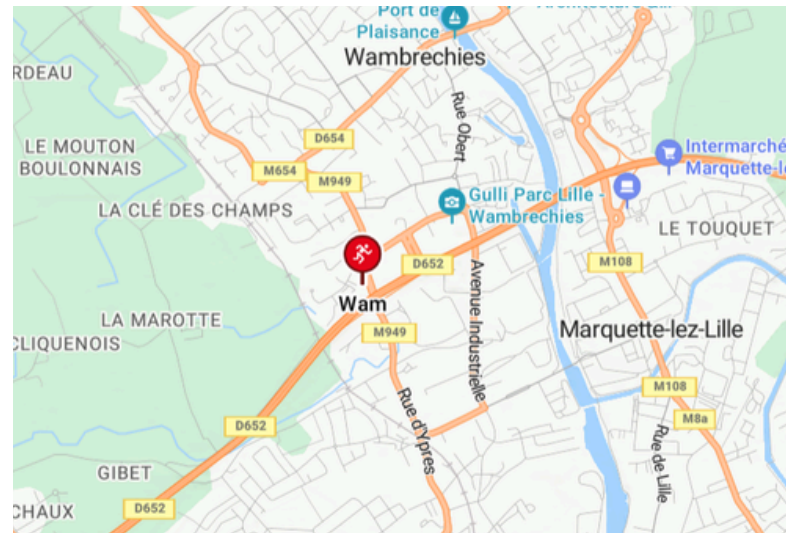 Port de
Plaisance
Wambrechies
RDEAU
Rue Obert
D654
LE MOUTON
BOULONNAIS
M654
M949
Intermarché
Marquette-le
LA CLÉ DES CHAMPS
Gulli Parc Lille -
Wambrechies
LE TOUQUET
D652
M108
Wam
Avenue Industrielle
LA MAROTTE
CLIQUENOIS
M949
Marquette-lez-Lille
M108
Rue d'Ypres
M8a
D652
Rue de Lille
GIBET
CHAUX
D652